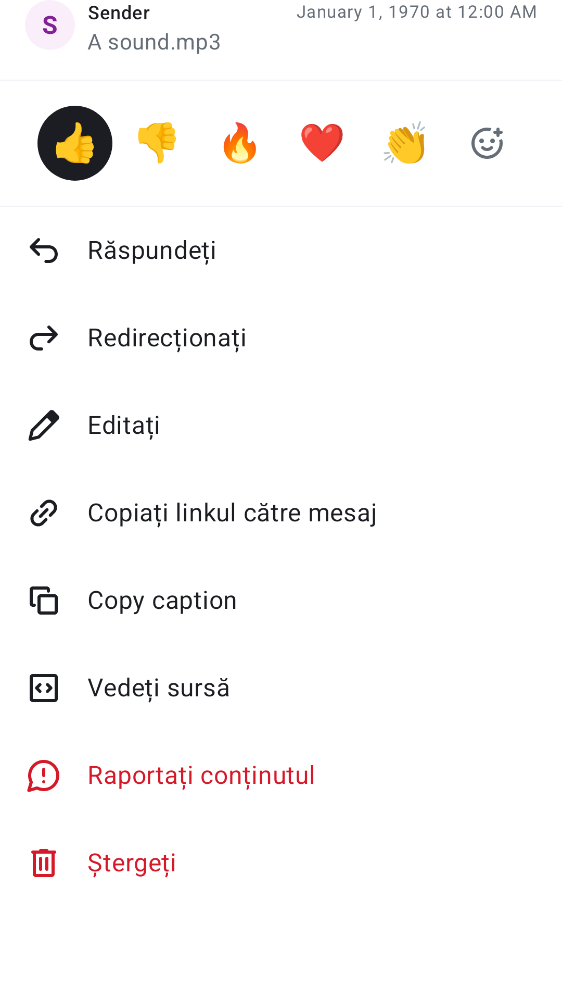 S
Sender
January 1, 1970 at 12:00 AM
A sound.mp3
Răspundeți
Redirecționați
Editați
Copiați linkul către mesaj
Copy caption
Vedeți sursă
Raportați conținutul
Ștergeți